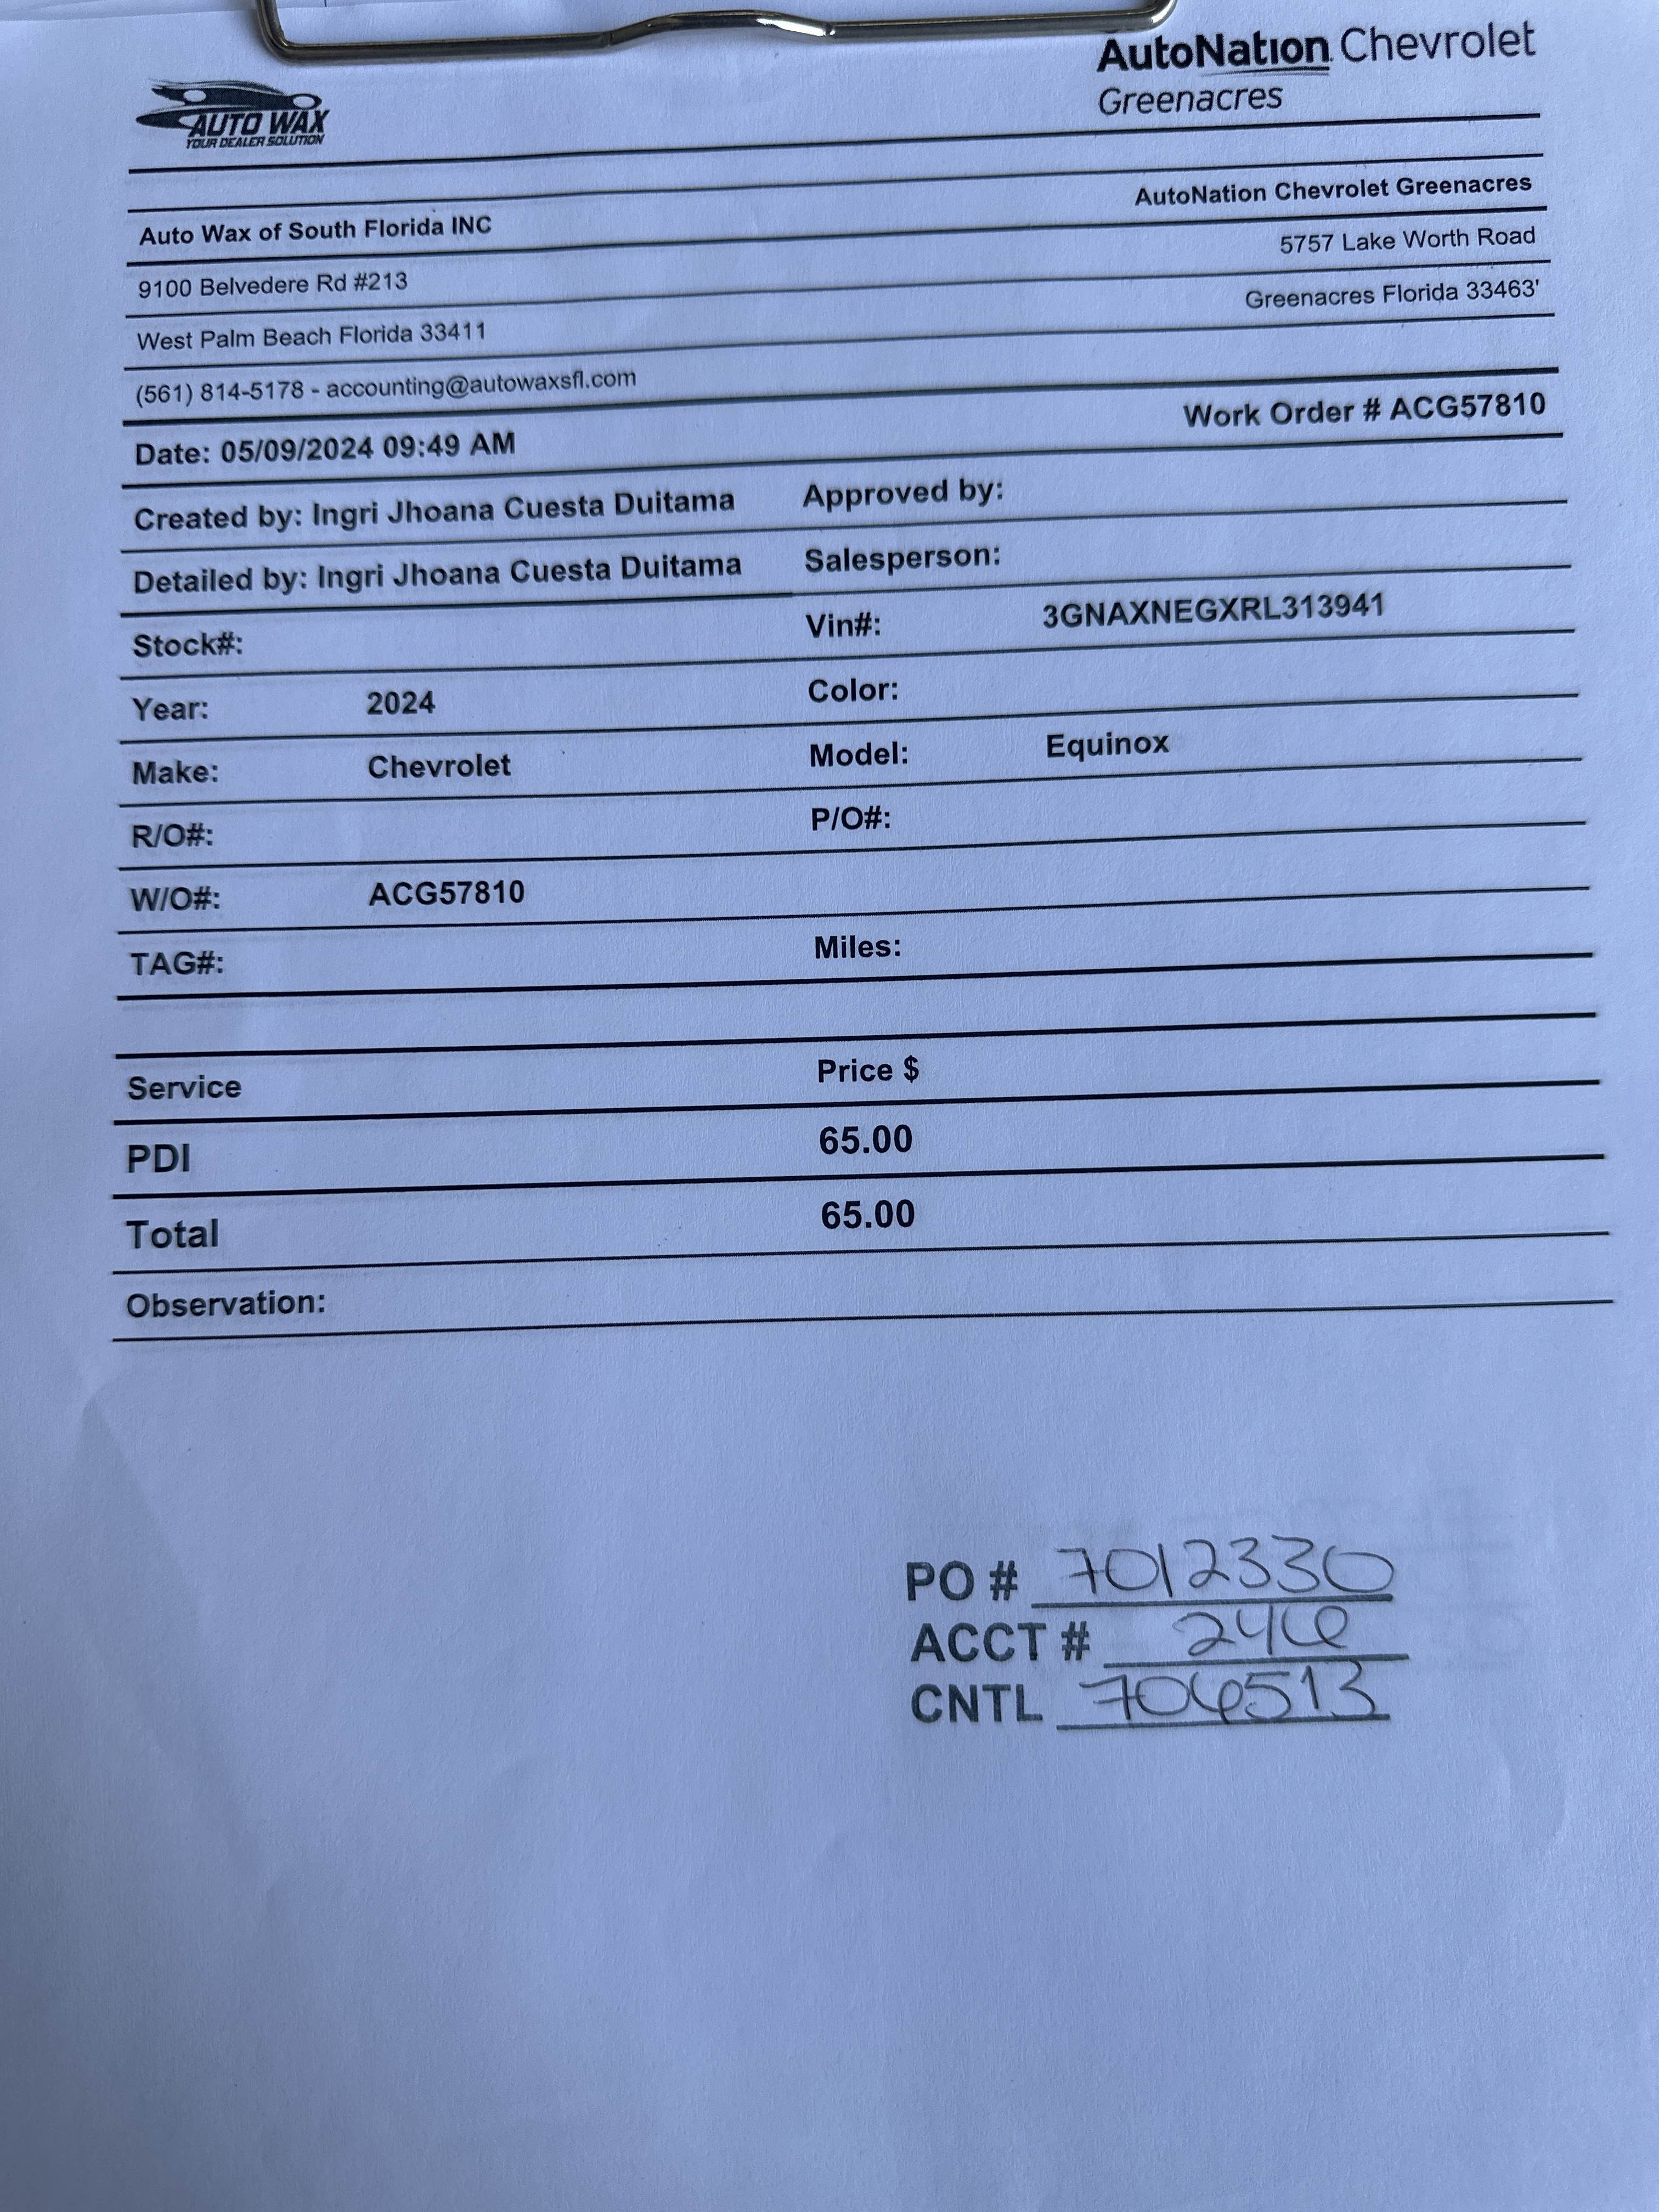 AUTO WAX
YOUR DEALER SOLUTION
AutoNation Chevrolet
Greenacres
Auto Wax of South Florida INC AutoNation Chevrolet Greenacres
9100 Belvedere Rd #213 5757 Lake Worth Road
West Palm Beach Florida 33411 Greenacres Florida 33463'
(561) 814-5178 - accounting@autowaxsfl.com
Date: 05/09/2024 09:49 AM Work Order # ACG57810
Created by: Ingri Jhoana Cuesta Duitama Approved by:
Detailed by: Ingri Jhoana Cuesta Duitama Salesperson:
Stock#: Vin#: 3GNAXNEGXRL313941
Year: 2024 Color:
Make: Chevrolet Model: Equinox
R/O#: P/O#:
W/O#: ACG57810
TAG#: Miles:
Service Price $
PDI 65.00
Total 65.00
Observation:
PO # 7012330
ACCT # 246
CNTL 706513